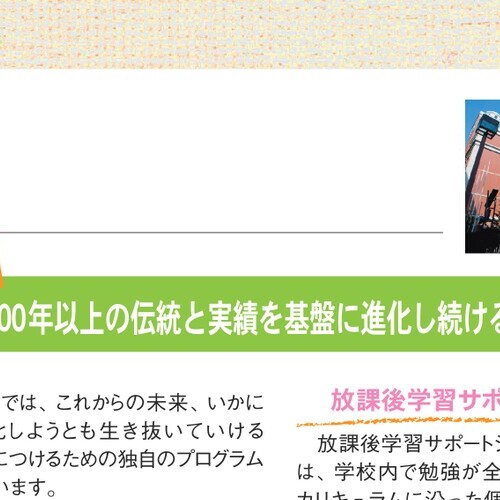 00年以上の伝統と実績を基盤に進化し続ける
では、これからの未来、いかに
化しようとも生き抜いていける
につけるための独自のプログラム
います。
放課後学習サポ
放課後学習サポート
は、学校内で勉強が全
カリキュラムに沿った個